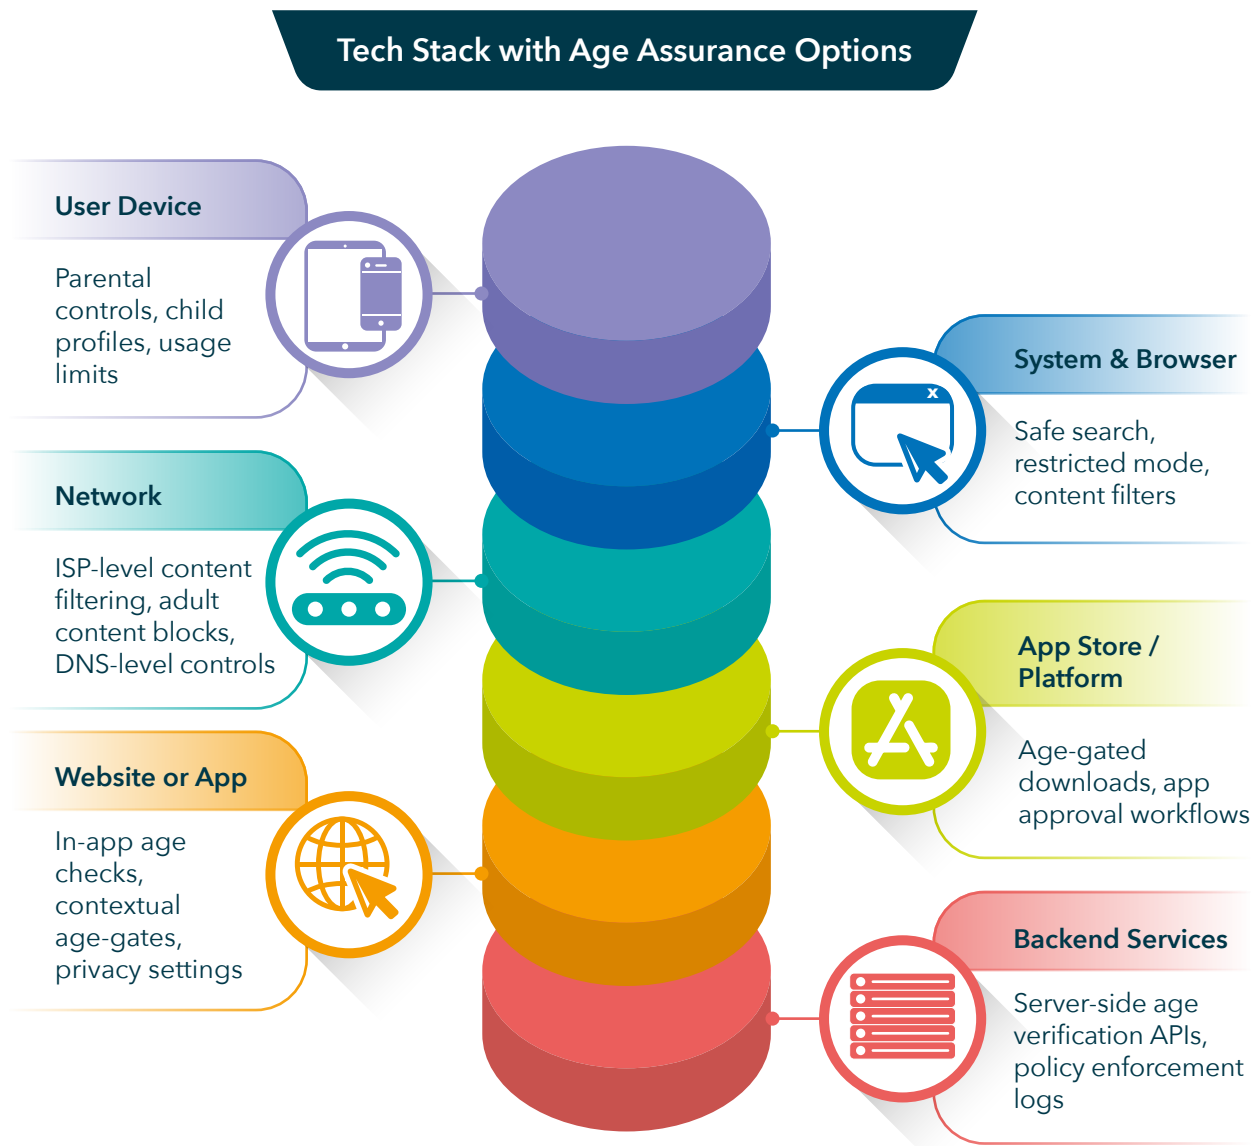 Tech Stack with Age Assurance Options
User Device
Parental
controls, child
profiles, usage
limits
System & Browser
x
Safe search,
restricted mode,
content filters
Network
ISP-level content
filtering, adult
content blocks,
DNS-level controls
App Store /
Platform
Age-gated
downloads, app
approval workflows
Website or App
In-app age
checks,
contextual
age-gates,
privacy settings
Backend Services
Server-side age
verification APIs,
policy enforcement
logs